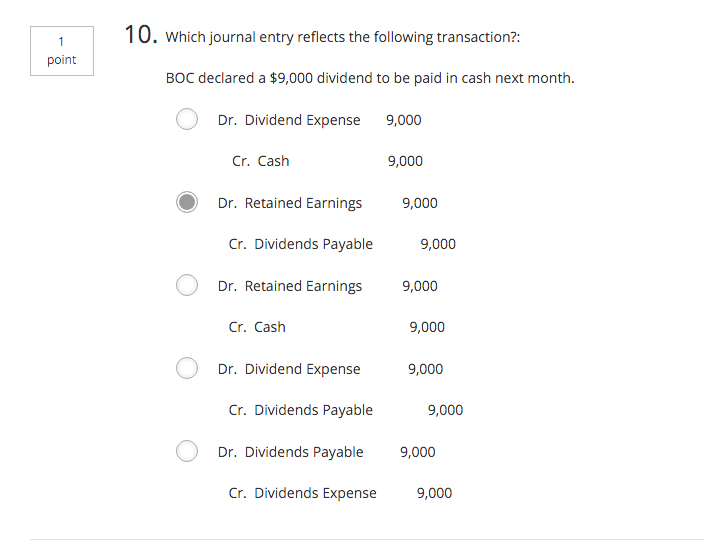 1
point
10. Which journal entry reflects the following transaction?:
BOC declared a $9,000 dividend to be paid in cash next month.
Dr. Dividend Expense 9,000
Cr. Cash 9,000
Dr. Retained Earnings 9,000
Cr. Dividends Payable 9,000
Dr. Retained Earnings 9,000
Cr. Cash 9,000
Dr. Dividend Expense 9,000
Cr. Dividends Payable 9,000
Dr. Dividends Payable 9,000
Cr. Dividends Expense 9,000